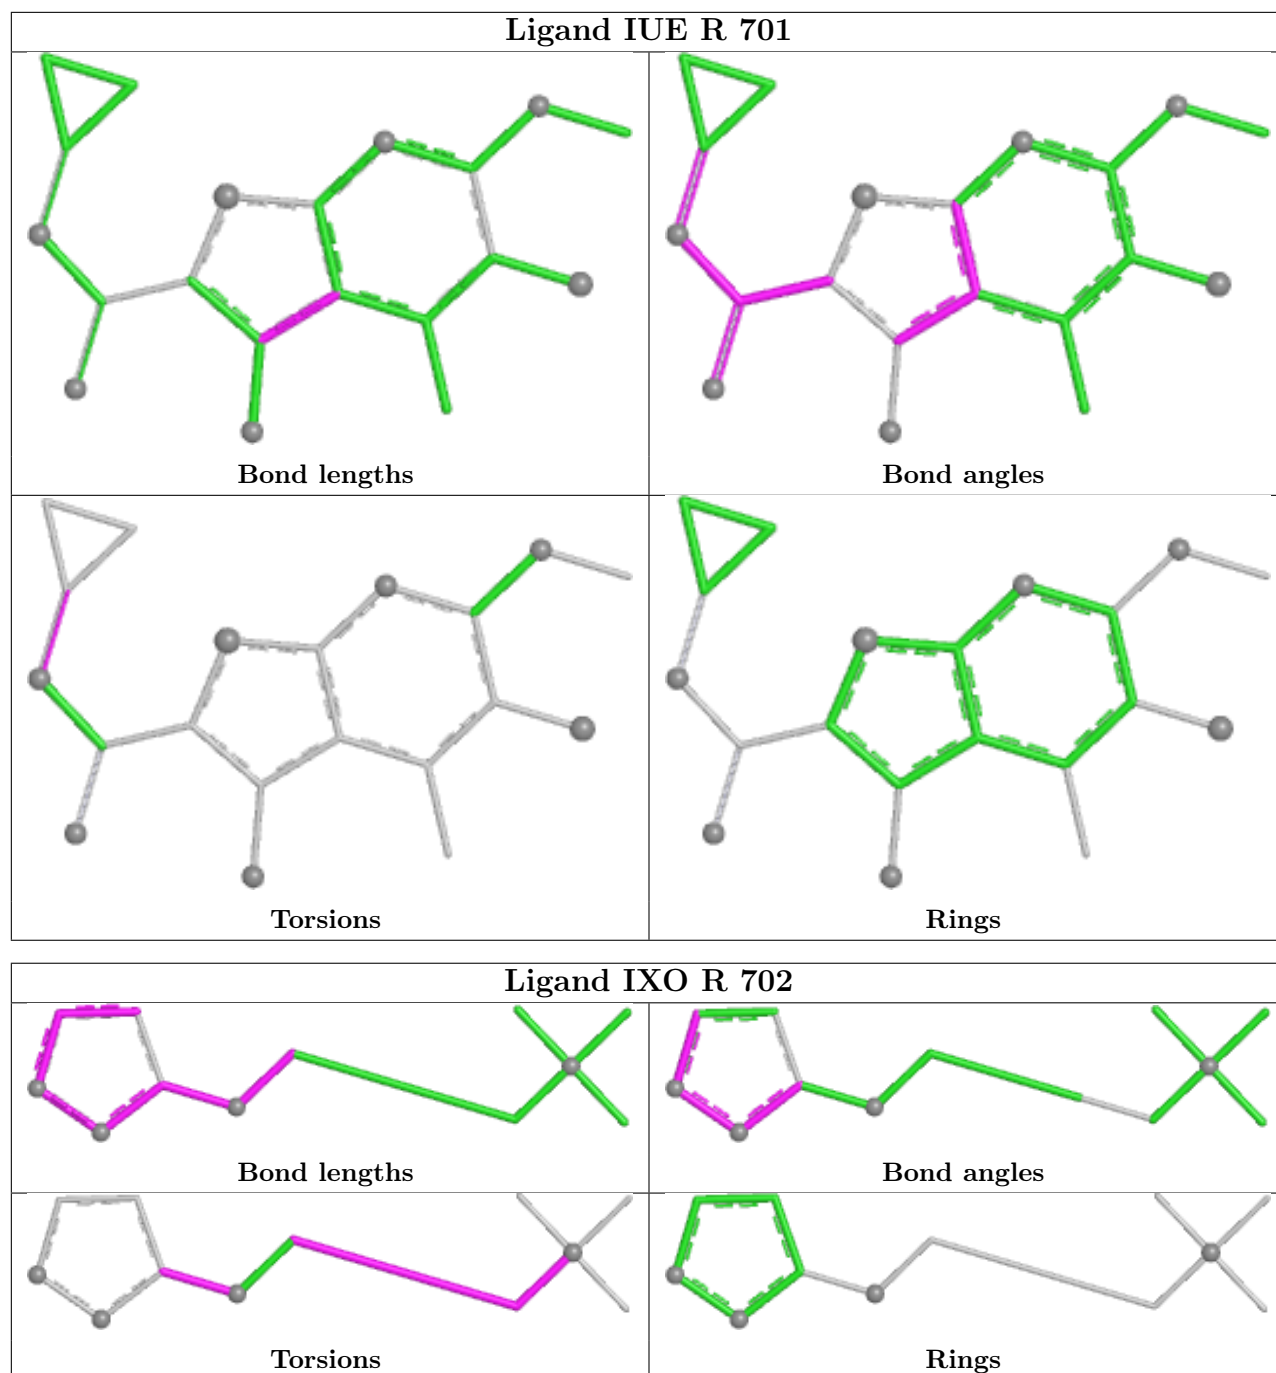 Ligand IUE R 701
Bond lengths
Bond angles
Torsions
Rings
Ligand IXO R 702
Bond lengths
Bond angles
Torsions
Rings